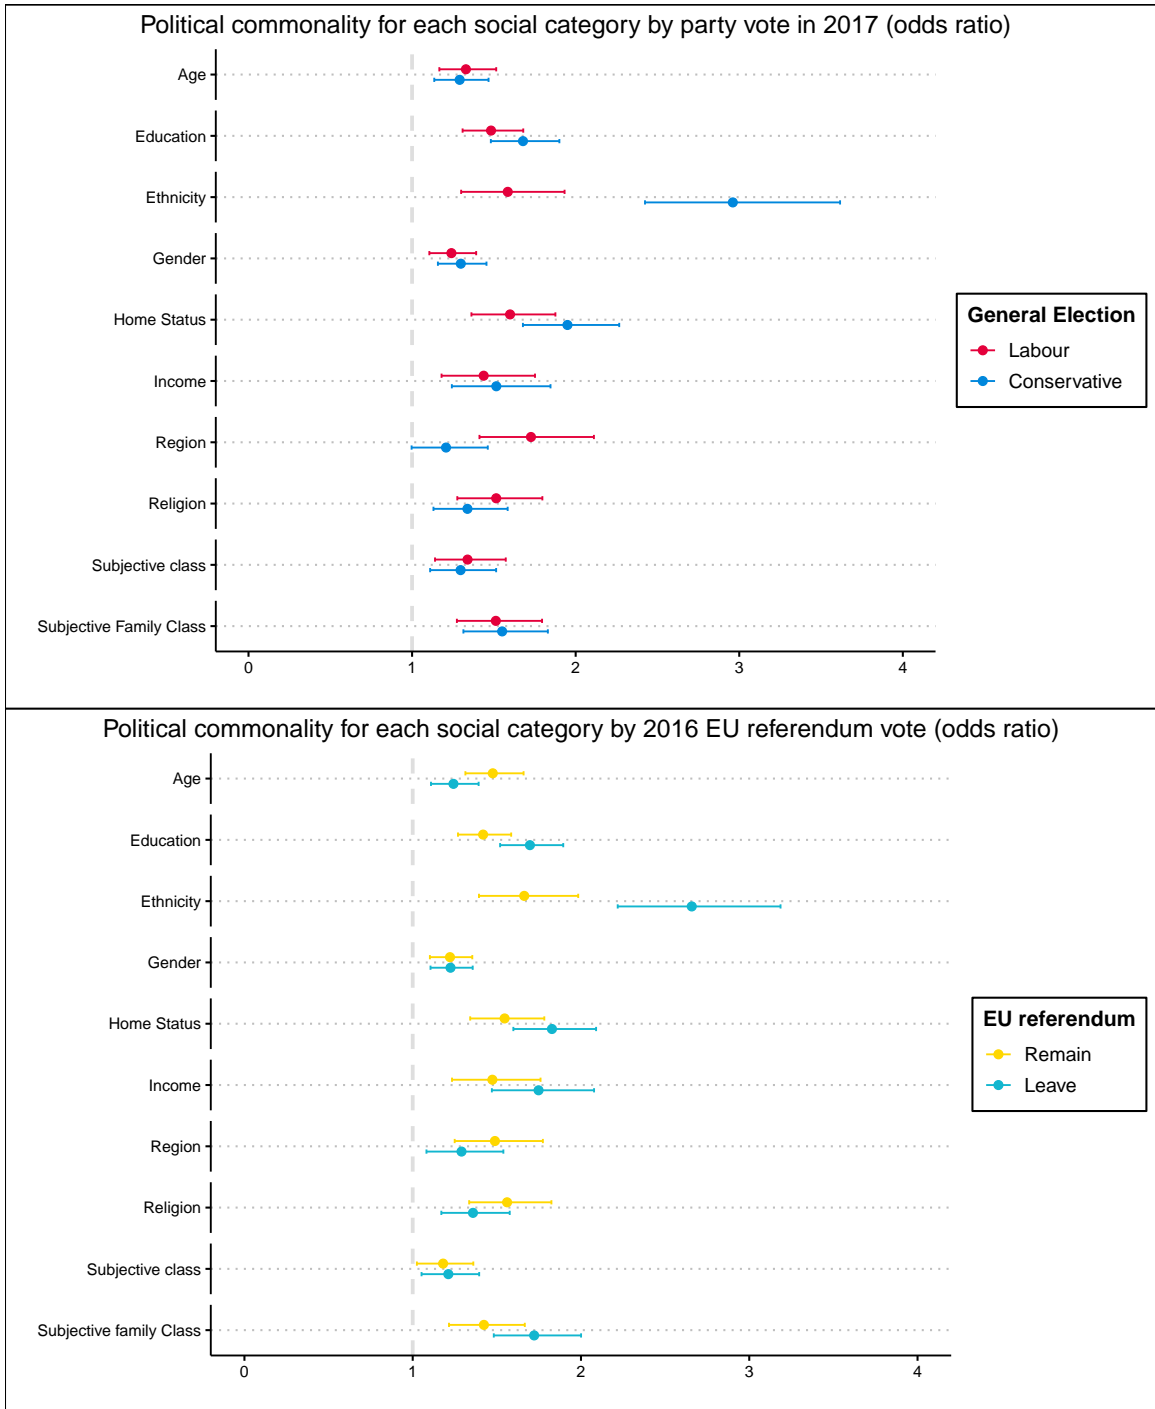 Political commonality for each social category by party vote in 2017 (odds ratio)
Age
Education
Ethnicity
Gender
Home Status
Income
Region
Religion
Subjective class
Subjective Family Class
0 1 2 3 4
General Election
Labour
Conservative
Political commonality for each social category by 2016 EU referendum vote (odds ratio)
Age
Education
Ethnicity
Gender
Home Status
Income
Region
Religion
Subjective class
Subjective family Class
0 1 2 3 4
EU referendum
Remain
Leave